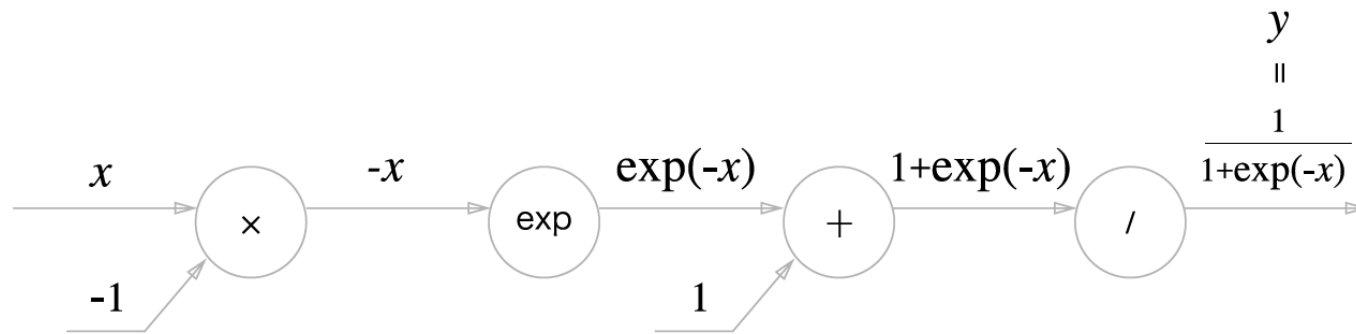 y
=
1
x -x exp(-x) 1+exp(-x) 1+exp(-x)
× exp + /
-1 1